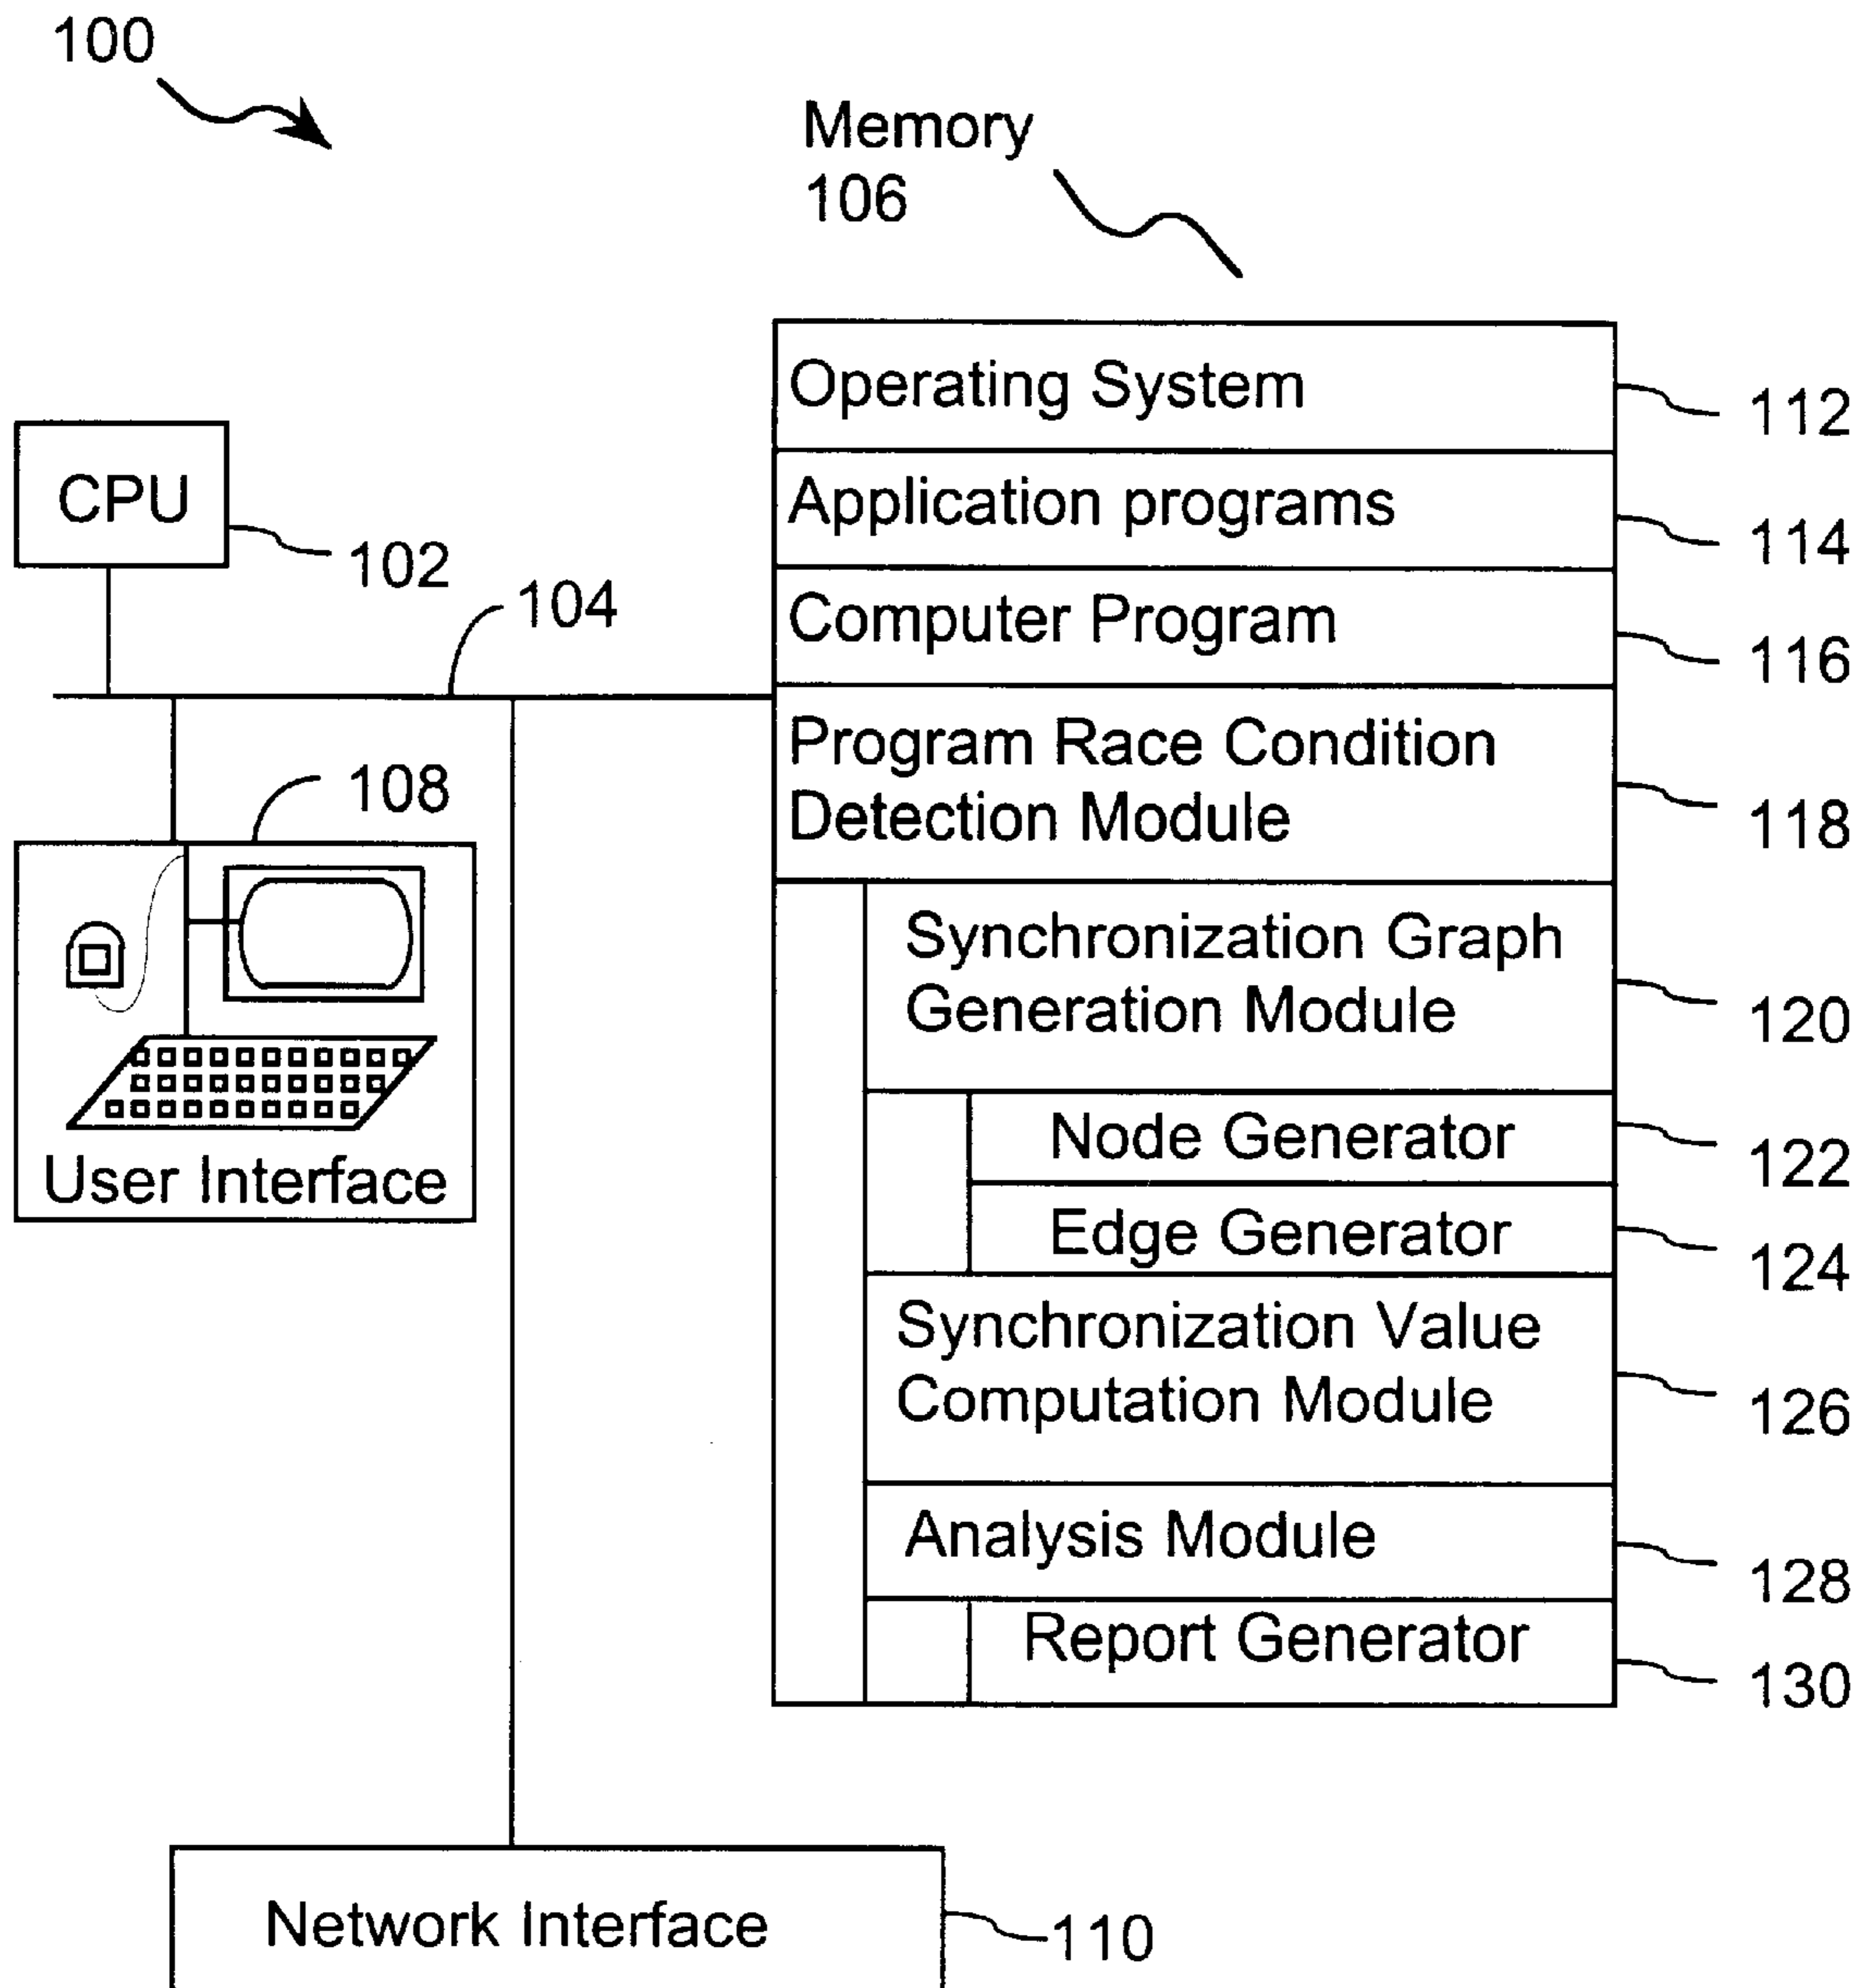 100
Memory
106
Operating System
112
Application programs
114
CPU
102
Computer Program
116
104
Program Race Condition
Detection Module
118
108
User Interface
Synchronization Graph
Generation Module
120
Node Generator
122
Edge Generator
124
Synchronization Value
Computation Module
126
Analysis Module
128
Report Generator
130
Network Interface
110